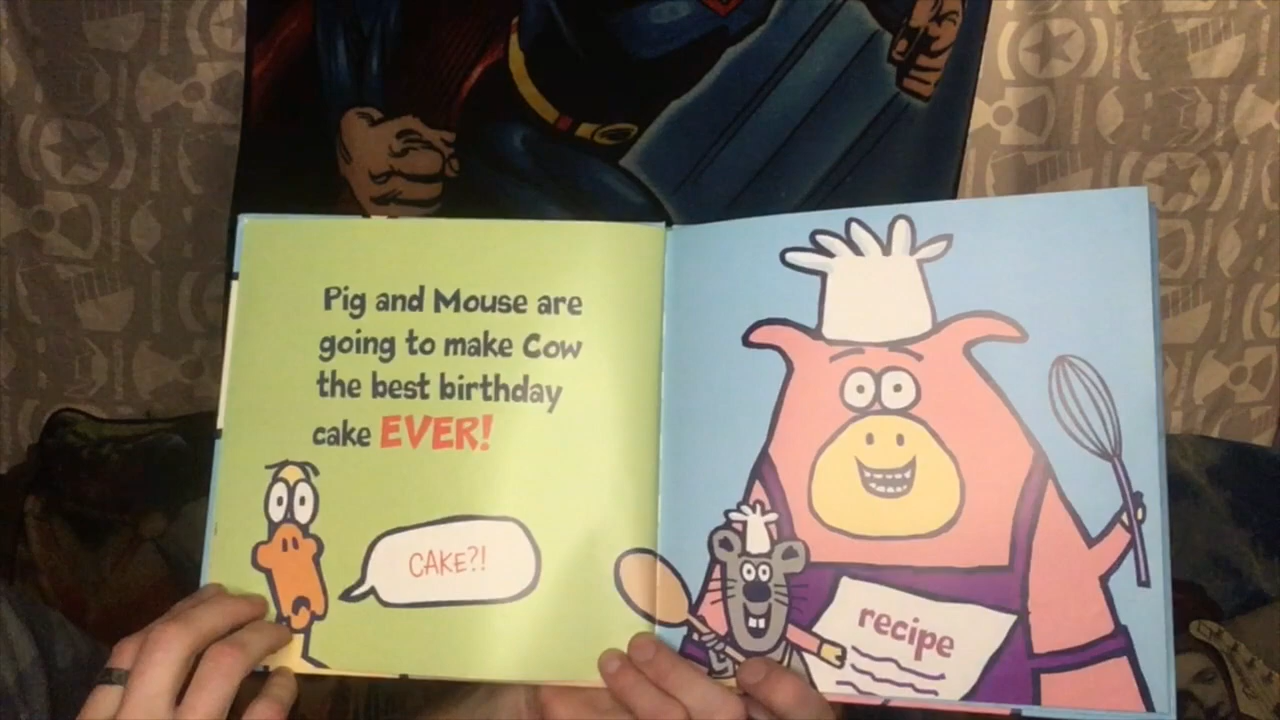 Pig and Mouse are
going to make Cow
the best birthday
cake EVER!
CAKE?!
recipe